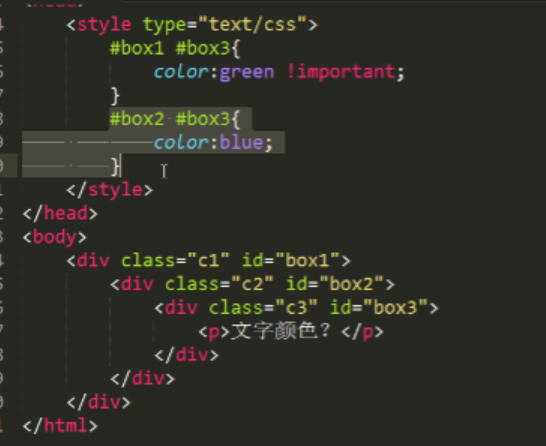 <style type="text/css">
#box1 #box3{
color:green !important;
}
#box2 #box3{
color:blue;
}
</style>
</head>
<body>
<div class="c1" id="box1">
<div class="c2" id="box2">
<div class="c3" id="box3">
<p>文字颜色？</p>
</div>
</div>
</div>
</html>